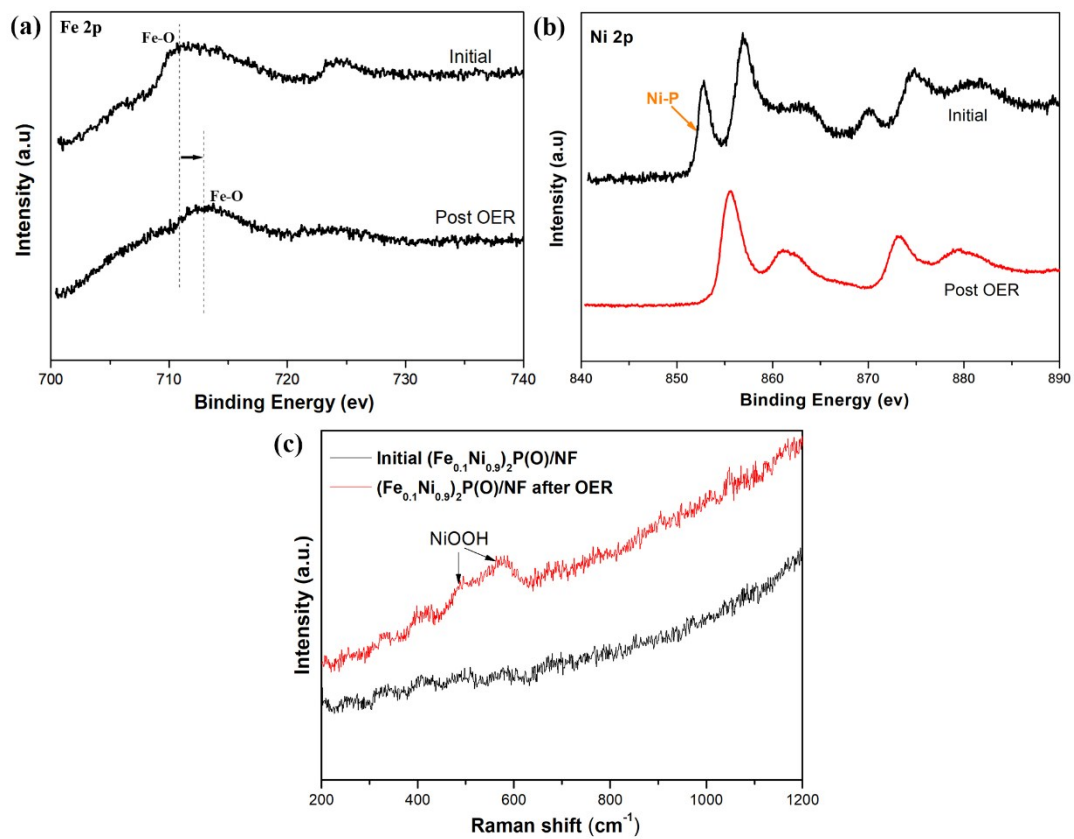 (a)
Fe 2p
Fe-O
Initial
Fe-O
Post OER
Intensity (a.u)
700 710 720 730 740
Binding Energy (ev)
(b)
Ni 2p
Ni-P
Initial
Post OER
Intensity (a.u)
840 850 860 870 880 890
Binding Energy (ev)
(c)
Initial (Fe0.1Ni0.9)2P(O)/NF
(Fe0.1Ni0.9)2P(O)/NF after OER
NiOOH
Intensity (a.u.)
200 400 600 800 1000 1200
Raman shift (cm-1)